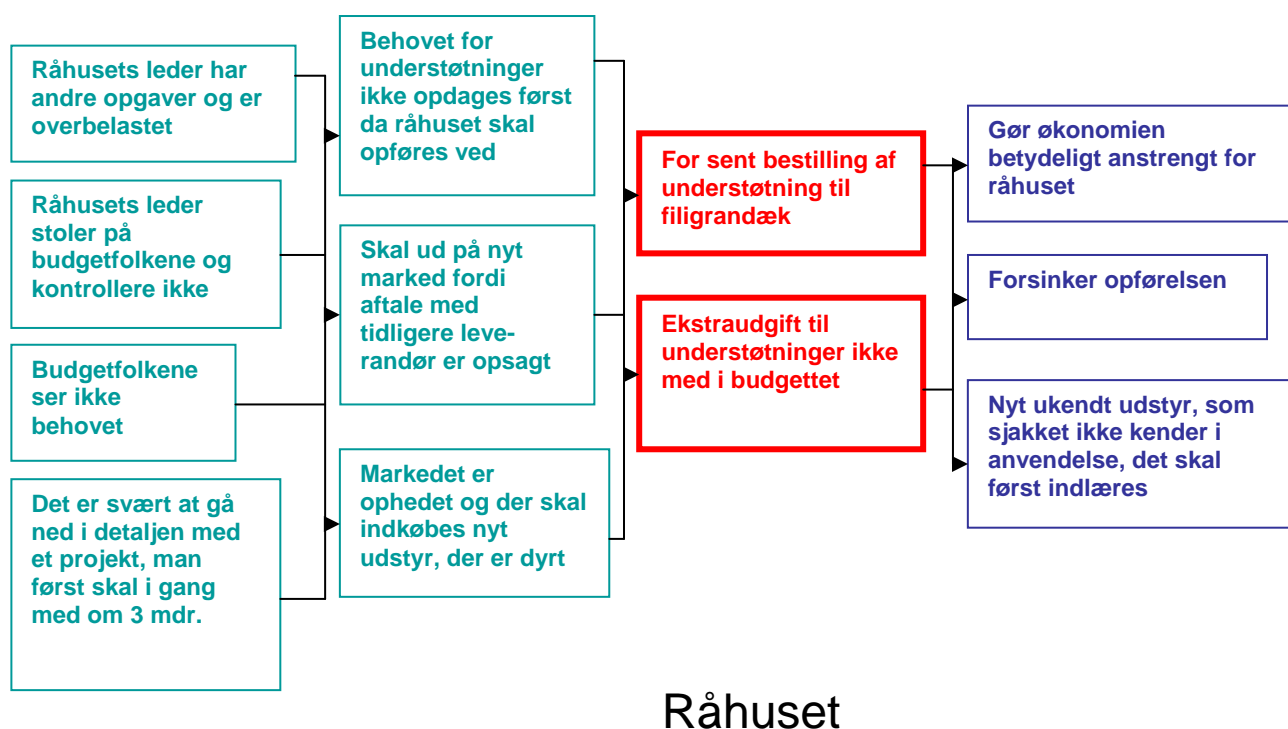 Råhusets leder har
andre opgaver og er
overbelastet
Råhusets leder
stoler på
budgetfolkene og
kontrollere ikke
Budgetfolkene
ser ikke
behovet
Det er svært at gå
ned i detaljen med
et projekt, man
først skal i gang
med om 3 mdr.
Behovet for
understøtninger
ikke opdages først
da råhuset skal
opføres ved
Skal ud på nyt
marked fordi
aftale med
tidligere leve-
randør er opsagt
Markedet er
ophedet og der skal
indkøbes nyt
udstyr, der er dyrt
For sent bestilling af
understøtning til
filigrandæk
Ekstraudgift til
understøtninger ikke
med i budgettet
Gør økonomien
betydeligt anstrengt for
råhuset
Forsinker opførelsen
Nyt ukendt udstyr, som
sjakket ikke kender i
anvendelse, det skal
først indlæres
Råhuset